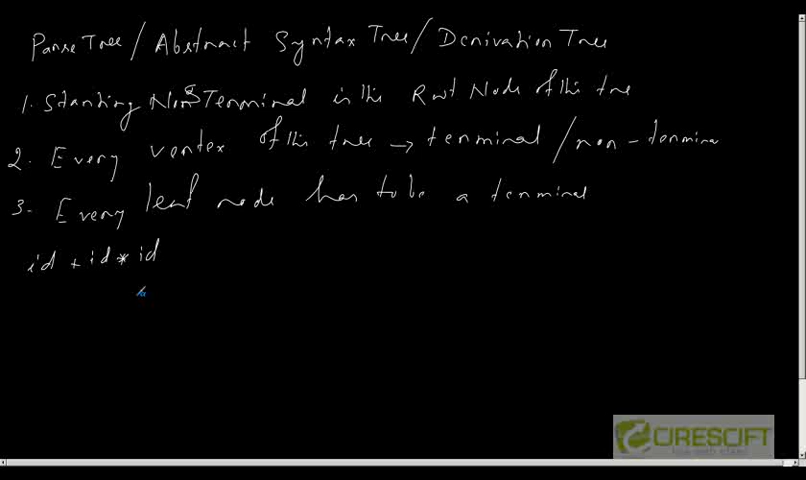 Parse Tree / Abstract Syntax Tree / Derivation Tree
1. Starting Non Terminal is the Root Node of the tree
2. Every vertex of the tree → terminal / non-terminal
3. Every leaf node has to be a terminal
id + id * id
CIRESCIFT